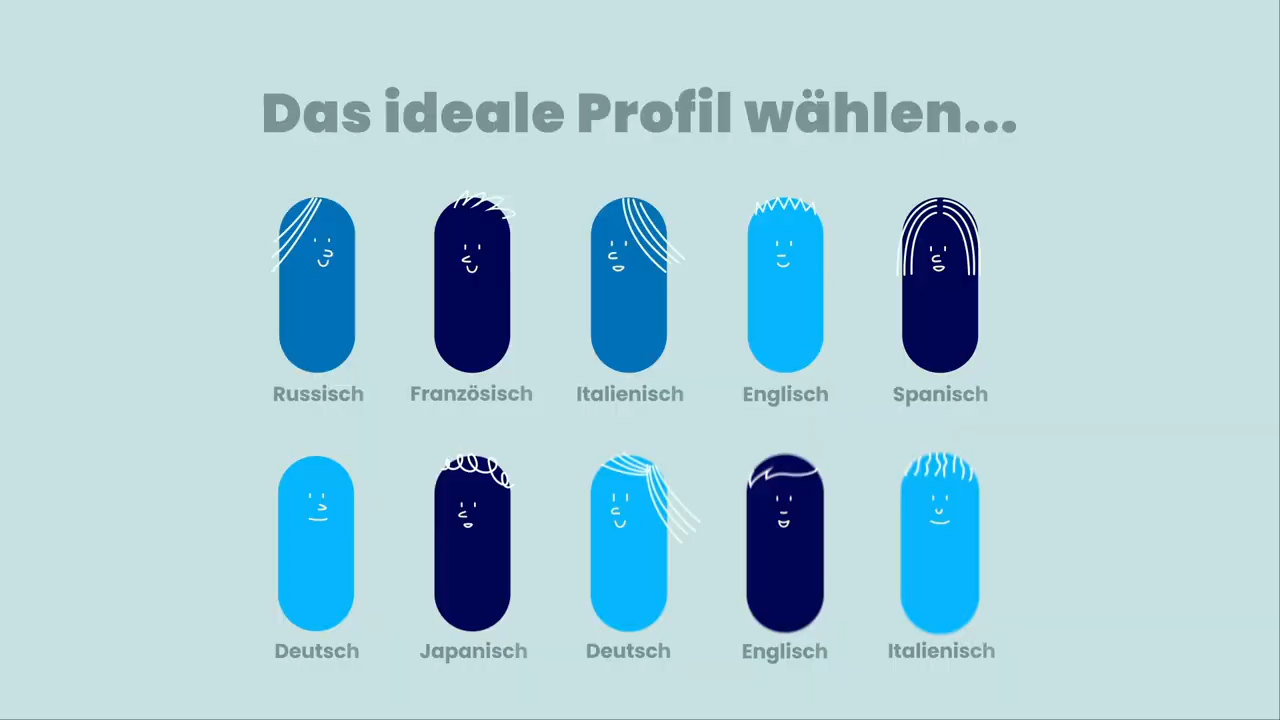 Das ideale Profil wählen...
Russisch Französisch Italienisch Englisch Spanisch
Deutsch Japanisch Deutsch Englisch Italienisch